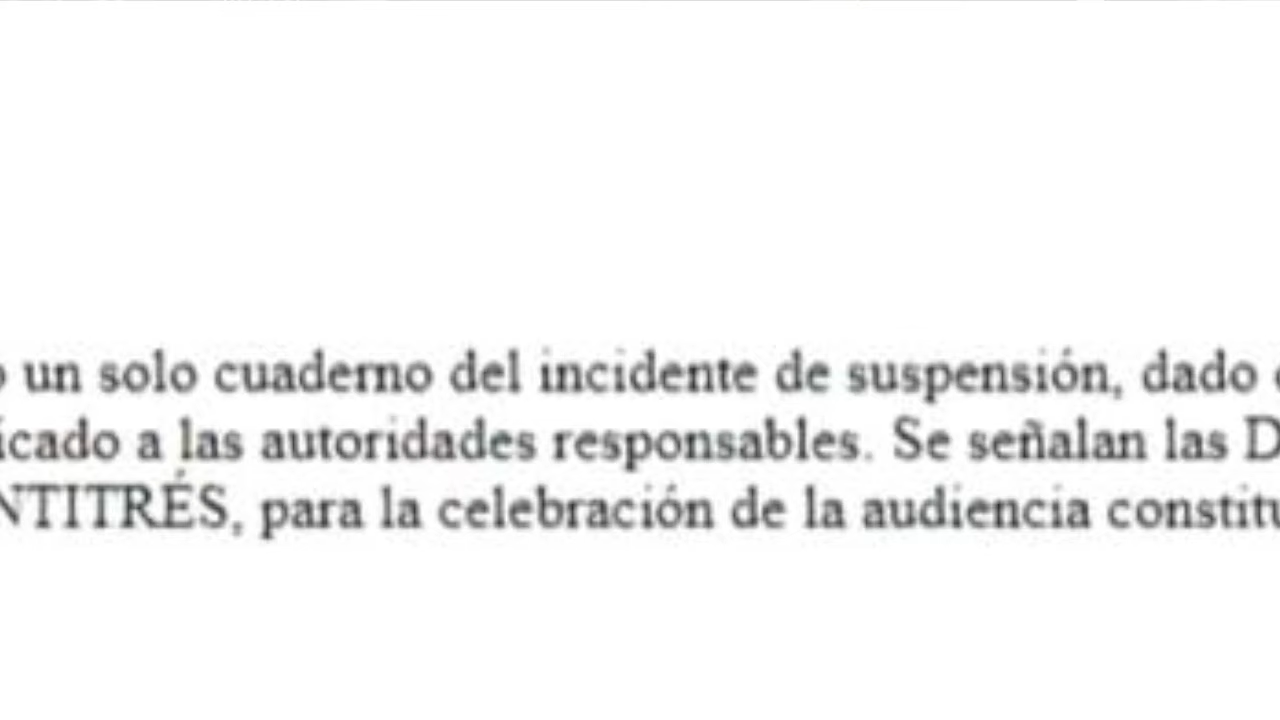 un solo cuaderno del incidente de suspensión, dado
icado a las autoridades responsables. Se señalan las D
NTITRÉS, para la celebración de la audiencia constitu